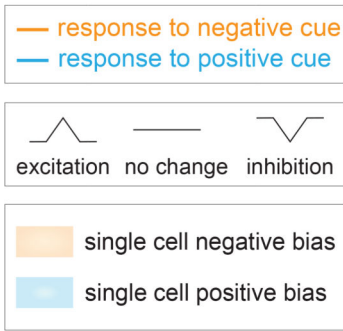 response to negative cue
response to positive cue
excitation no change inhibition
single cell negative bias
single cell positive bias